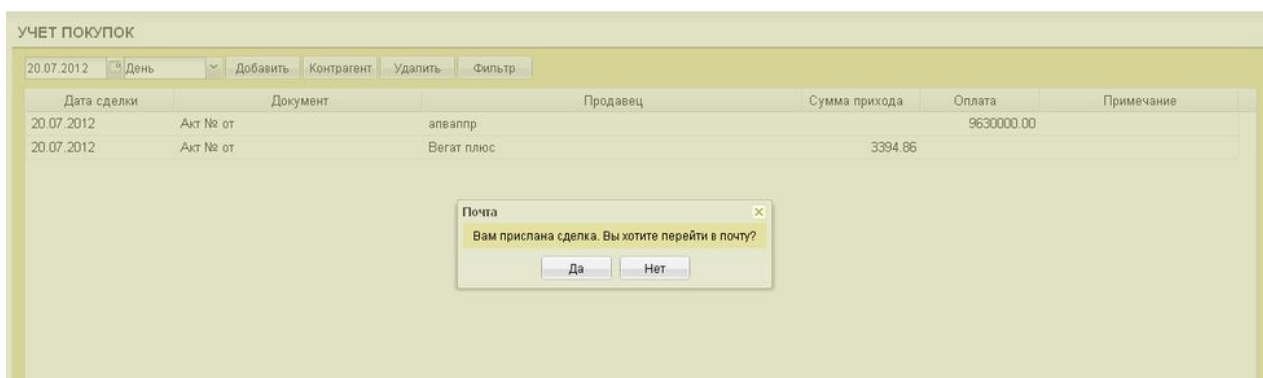 УЧЕТ ПОКУПОК
20.07.2012 День Добавить Контрагент Удалить Фильтр
Дата сделки Документ Продавец Сумма прихода Оплата Примечание
20.07.2012 Акт № от апваппр 9630000.00
20.07.2012 Акт № от Вегат плюс 3394.86
Почта
Вам прислана сделка. Вы хотите перейти в почту?
Да Нет